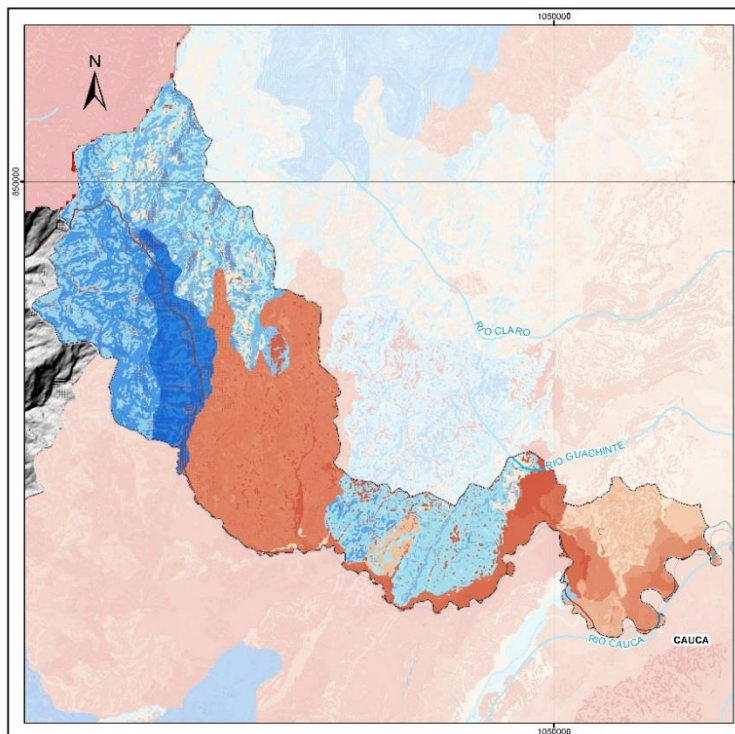 1050000
N
850000
RIO CLARO
RIO GUACHINTE
RIO CAUCA
CAUCA
1050000